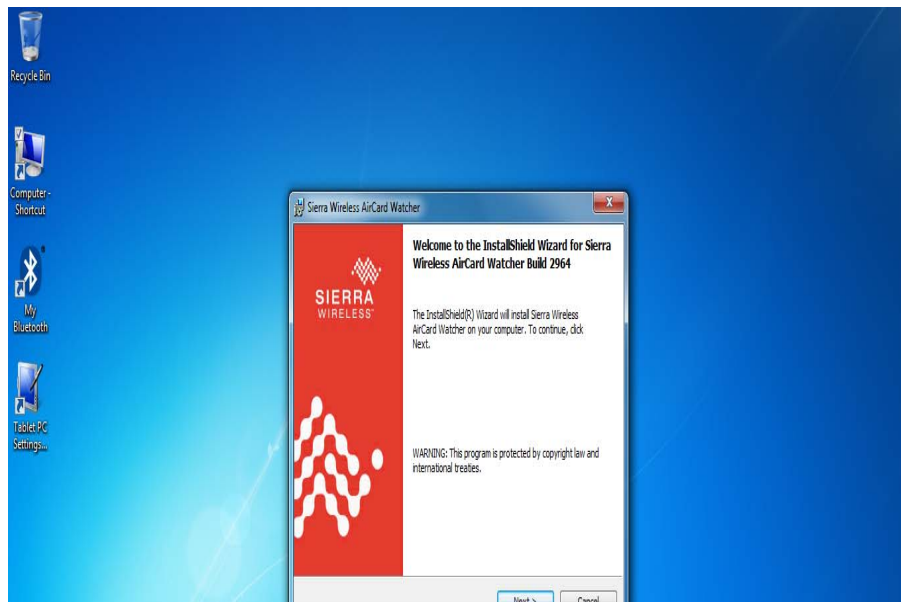 Recycle Bin
Computer -
Shortcut
My
Bluetooth
Tablet PC
Settings...
Sierra Wireless AirCard Watcher
X
SIERRA
WIRELESS™
Welcome to the InstallShield Wizard for Sierra
Wireless AirCard Watcher Build 2964
The InstallShield(R) Wizard will install Sierra Wireless
AirCard Watcher on your computer. To continue, click
Next.
WARNING: This program is protected by copyright law and
international treaties.
Next >
Cancel